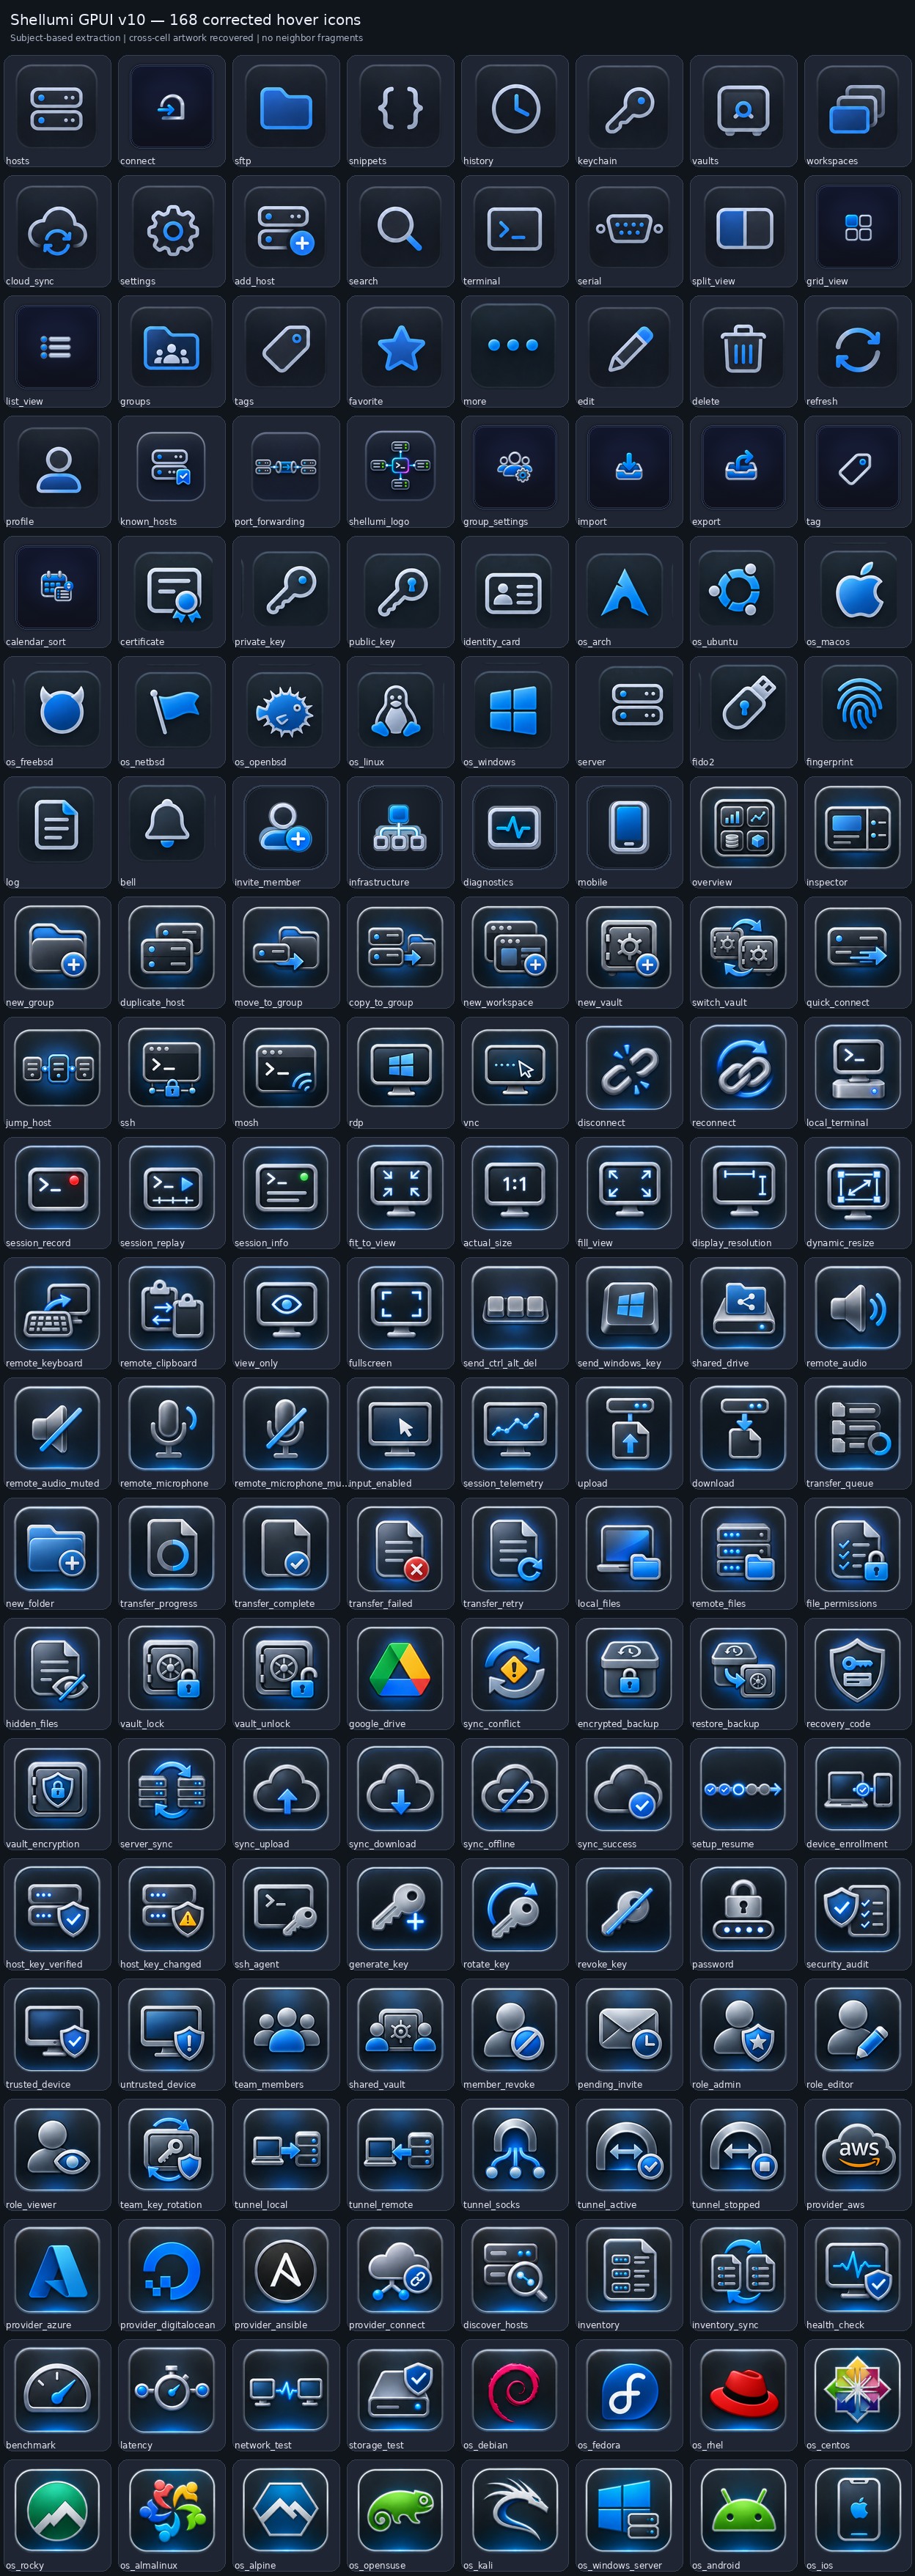 Shellumi GPUI v10 — 168 corrected hover icons
Subject-based extraction | cross-cell artwork recovered | no neighbor fragments
hosts connect sftp snippets history keychain vaults workspaces
cloud_sync settings add_host search terminal serial split_view grid_view
list_view groups tags favorite more edit delete refresh
profile known_hosts port_forwarding shellumi_logo group_settings import export tag
calendar_sort certificate private_key public_key identity_card os_arch os_ubuntu os_macos
os_freebsd os_netbsd os_openbsd os_linux os_windows server fido2 fingerprint
log bell invite_member infrastructure diagnostics mobile overview inspector
new_group duplicate_host move_to_group copy_to_group new_workspace new_vault switch_vault quick_connect
jump_host ssh mosh rdp vnc disconnect reconnect local_terminal
1:1
session_record session_replay session_info fit_to_view actual_size fill_view display_resolution dynamic_resize
remote_keyboard remote_clipboard view_only fullscreen send_ctrl_alt_del send_windows_key shared_drive remote_audio
remote_audio_muted remote_microphone remote_microphone_mu... input_enabled session_telemetry upload download transfer_queue
new_folder transfer_progress transfer_complete transfer_failed transfer_retry local_files remote_files file_permissions
hidden_files vault_lock vault_unlock google_drive sync_conflict encrypted_backup restore_backup recovery_code
vault_encryption server_sync sync_upload sync_download sync_offline sync_success setup_resume device_enrollment
host_key_verified host_key_changed ssh_agent generate_key rotate_key revoke_key password security_audit
trusted_device untrusted_device team_members shared_vault member_revoke pending_invite role_admin role_editor
aws
role_viewer team_key_rotation tunnel_local tunnel_remote tunnel_socks tunnel_active tunnel_stopped provider_aws
provider_azure provider_digitalocean provider_ansible provider_connect discover_hosts inventory inventory_sync health_check
benchmark latency network_test storage_test os_debian os_fedora os_rhel os_centos
os_rocky os_almalinux os_alpine os_opensuse os_kali os_windows_server os_android os_ios